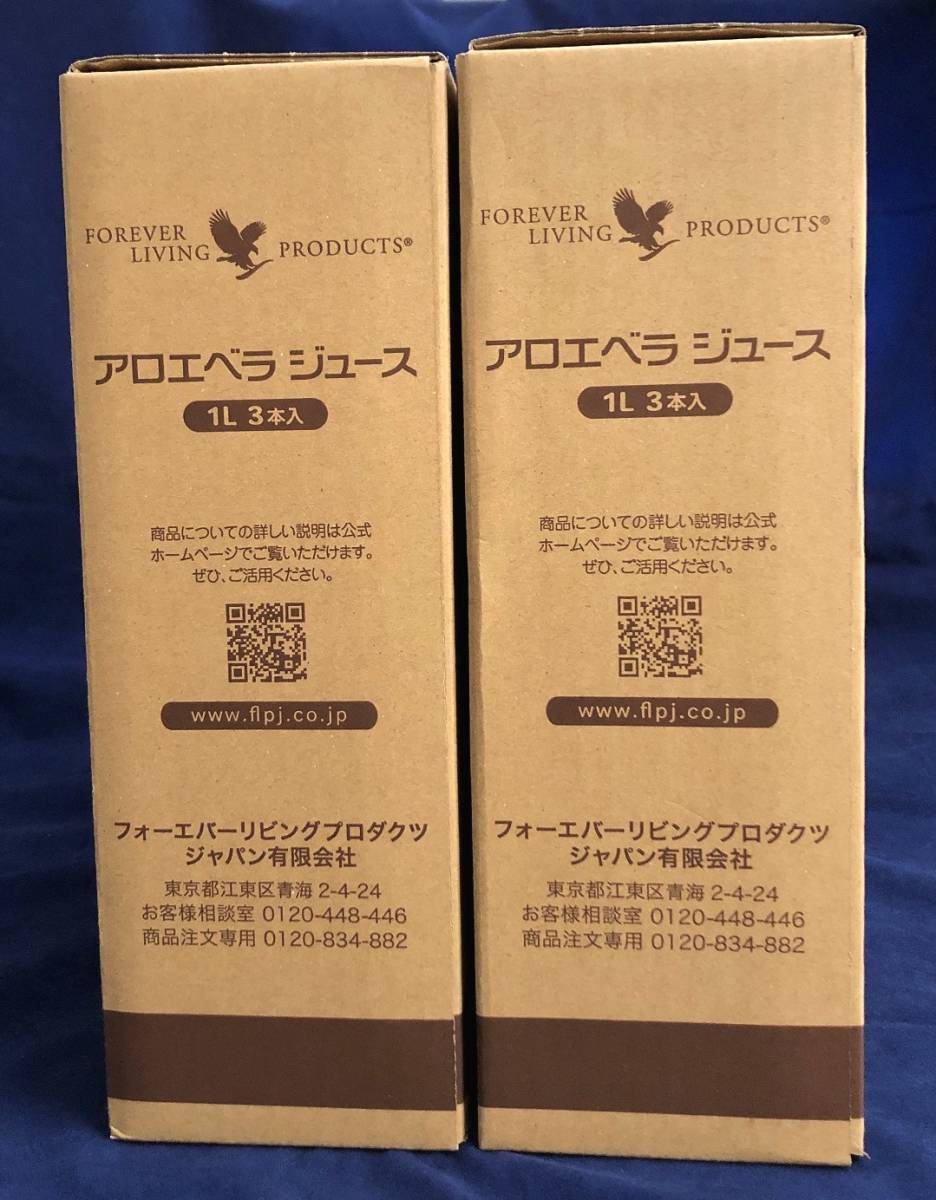 FOREVER
LIVING PRODUCTS®
アロエベラ ジュース
1L 3本入
商品についての詳しい説明は公式
ホームページでご覧いただけます。
ぜひ、ご活用ください。
www.flpj.co.jp
フォーエバーリビングプロダクツ
ジャパン有限会社
東京都江東区青海 2-4-24
お客様相談室 0120-448-446
商品注文専用 0120-834-882
FOREVER
LIVING PRODUCTS®
アロエベラ ジュース
1L 3本入
商品についての詳しい説明は公式
ホームページでご覧いただけます。
ぜひ、ご活用ください。
www.flpj.co.jp
フォーエバーリビングプロダクツ
ジャパン有限会社
東京都江東区青海 2-4-24
お客様相談室 0120-448-446
商品注文専用 0120-834-882